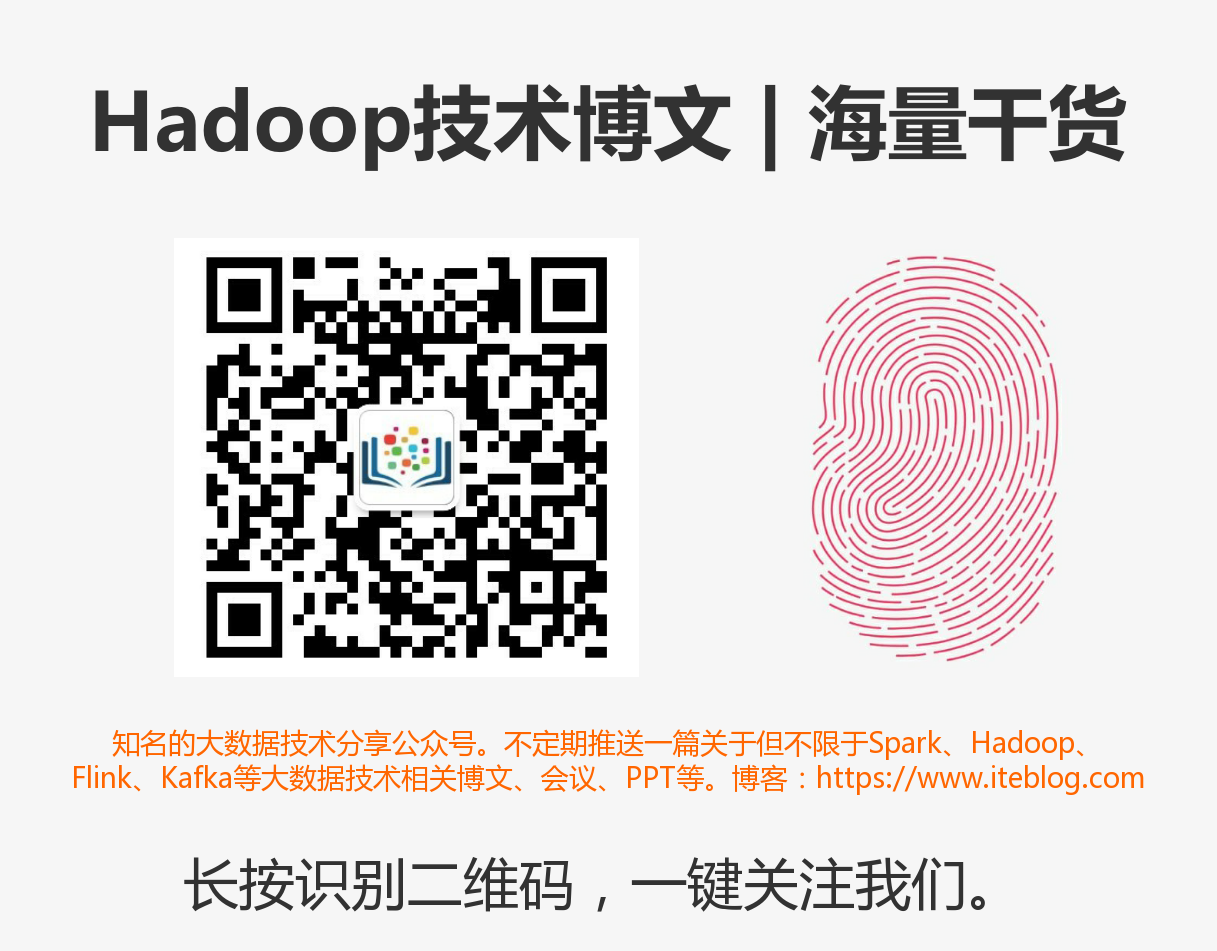 Hadoop技术博文 | 海量干货
知名的大数据技术分享公众号。不定期推送一篇关于但不限于Spark、Hadoop、
Flink、Kafka等大数据技术相关博文、会议、PPT等。博客：https://www.iteblog.com
长按识别二维码，一键关注我们。